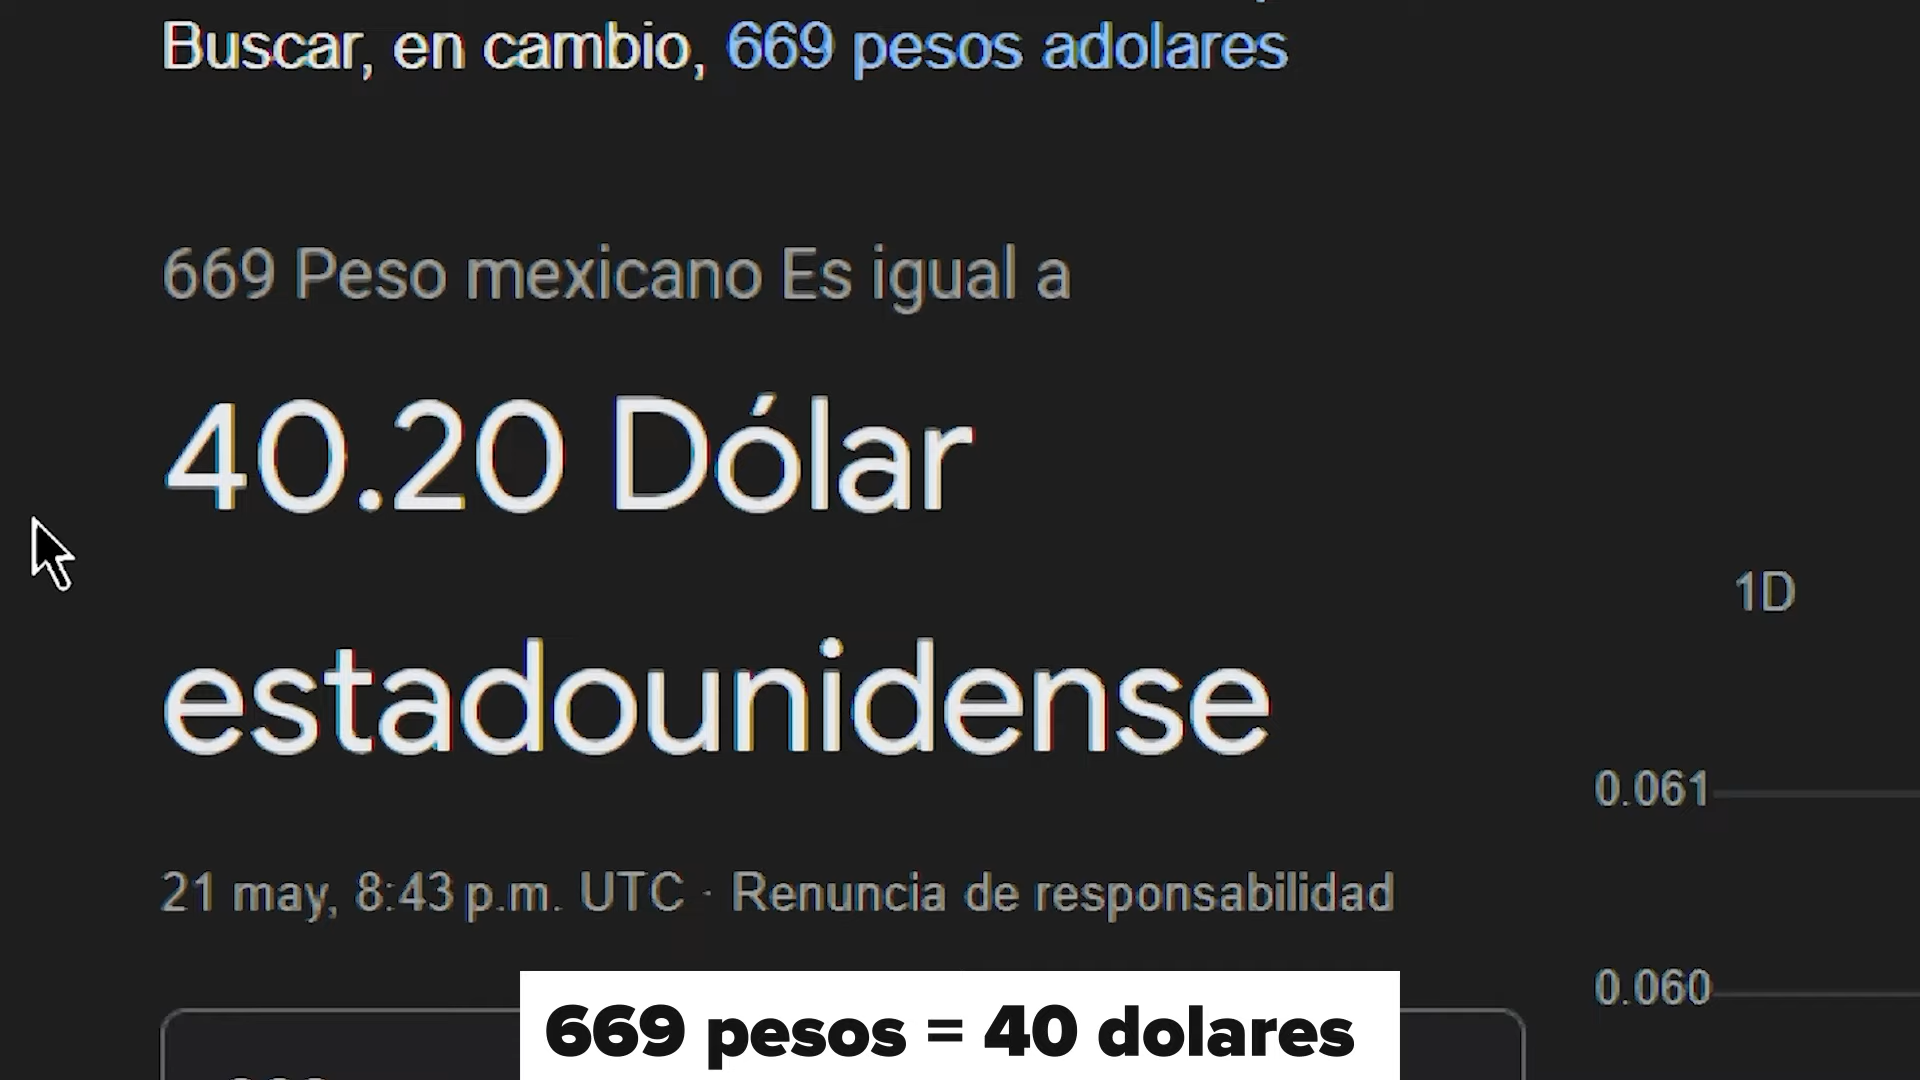 Buscar, en cambio, 669 pesos adolares
669 Peso mexicano Es igual a
40.20 Dólar
estadounidense
1D
0.061
21 may, 8:43 p.m. UTC · Renuncia de responsabilidad
0.060
669 pesos = 40 dolares